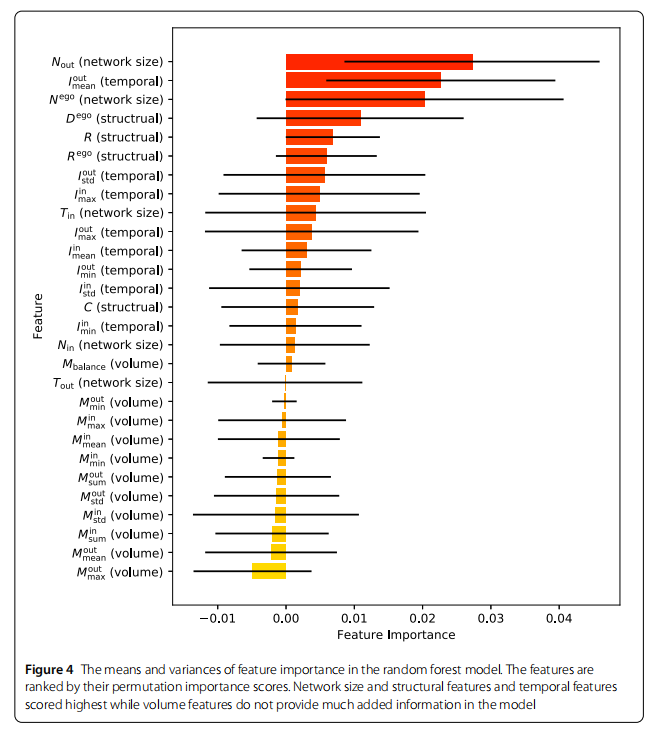 N_out (network size)
I^out_mean (temporal)
N^ego (network size)
D^ego (structrual)
R (structrual)
R^ego (structrual)
I^out_std (temporal)
I^in_max (temporal)
T_in (network size)
I^out_max (temporal)
I^in_mean (temporal)
I^out_min (temporal)
I^in_std (temporal)
C (structrual)
I^in_min (temporal)
N_in (network size)
M_balance (volume)
T_out (network size)
M^out_min (volume)
M^in_max (volume)
M^in_mean (volume)
M^in_min (volume)
M^out_sum (volume)
M^out_std (volume)
M^in_std (volume)
M^in_sum (volume)
M^out_mean (volume)
M^out_max (volume)
Feature
−0.01 0.00 0.01 0.02 0.03 0.04
Feature Importance
Figure 4 The means and variances of feature importance in the random forest model. The features are
ranked by their permutation importance scores. Network size and structural features and temporal features
scored highest while volume features do not provide much added information in the model